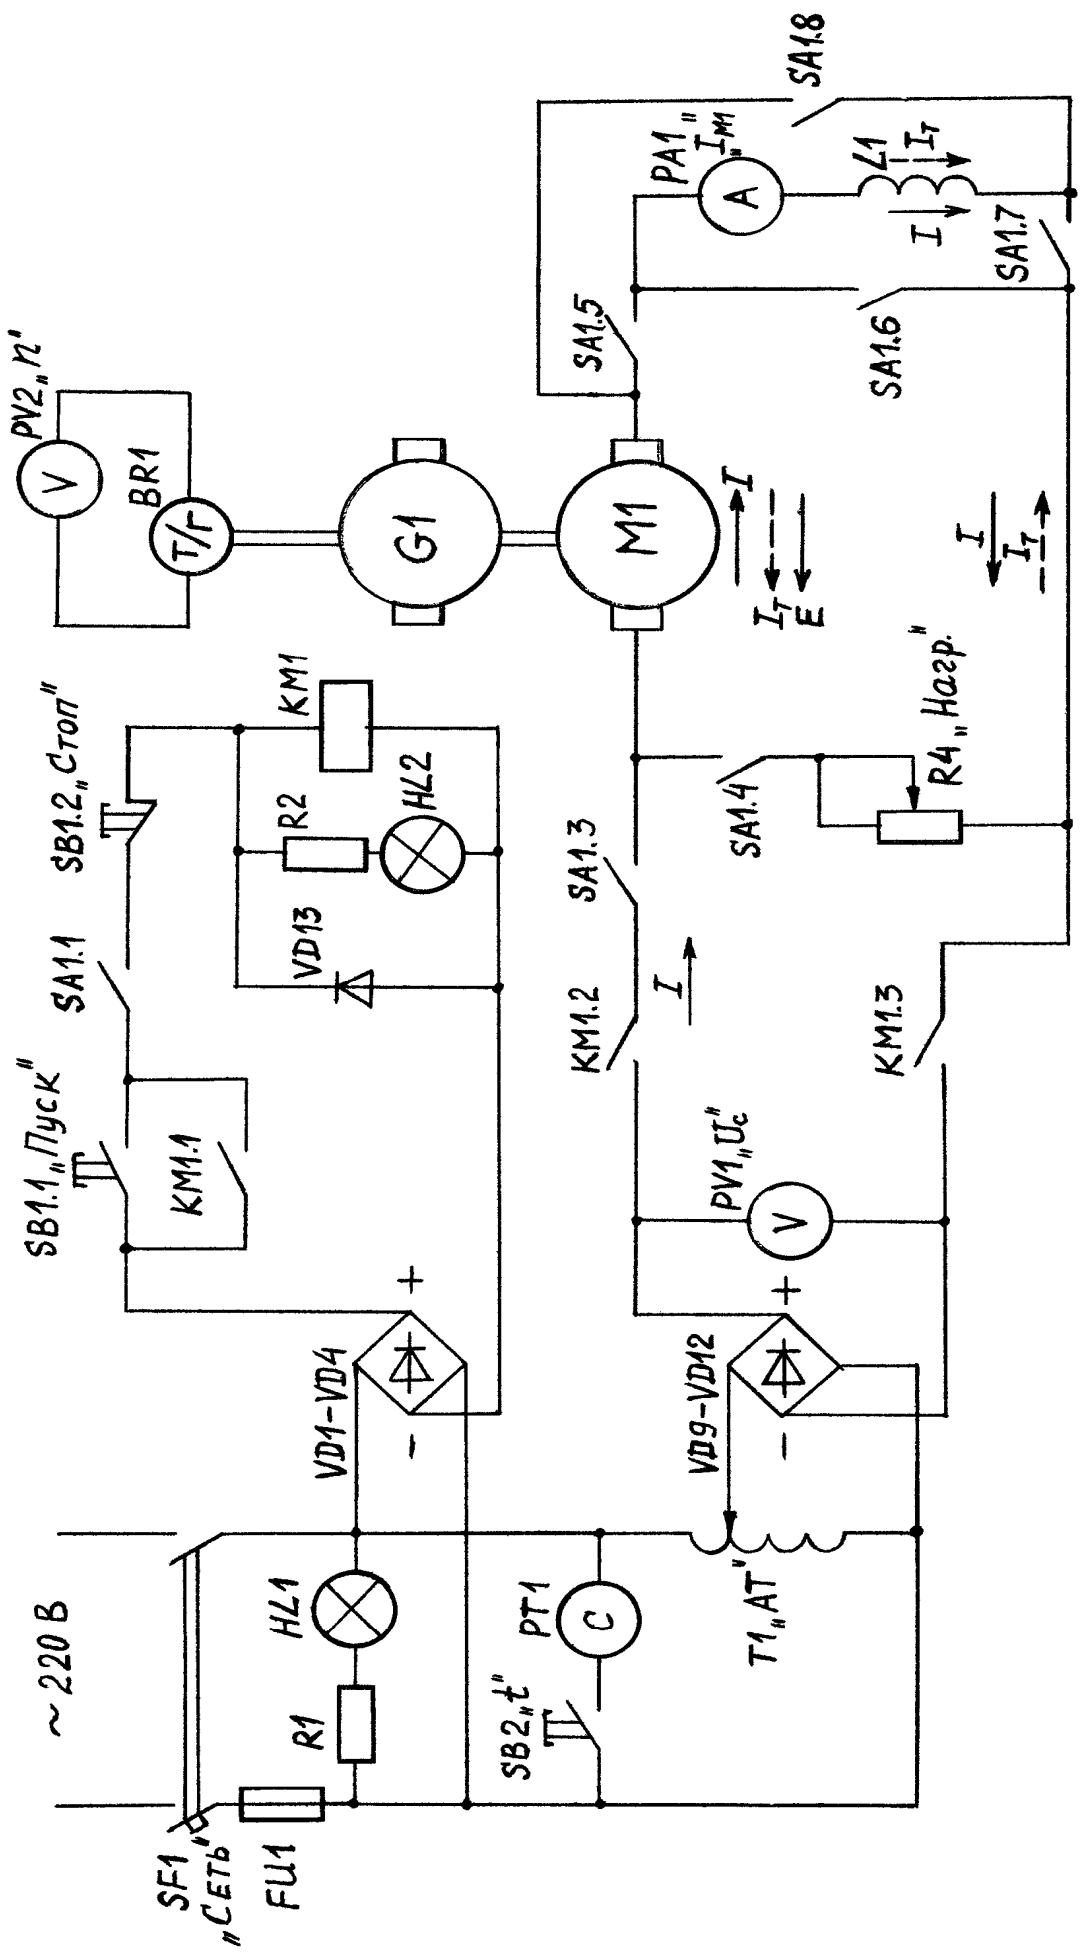 ~ 220 В
SF1
„Сеть"
FU1
R1
HL1
VD1-VD4
+
-
SB1.1 „Пуск"
KM1.1
SA1.1
SB1.2 „Стоп"
VD13
R2
HL2
KM1
PV2 „n"
V
BR1
Т/Г
G1
M1
I
Iт
E
SB2 „t"
PT1
C
T1 „АТ"
VD9-VD12
+
-
PV1 „Uс"
V
KM1.2
I
SA1.3
KM1.3
SA1.4
R4 „Нагр."
I
Iт
SA1.5
SA1.6
SA1.7
SA1.8
PA1
„IM1"
A
L1
I
Iт